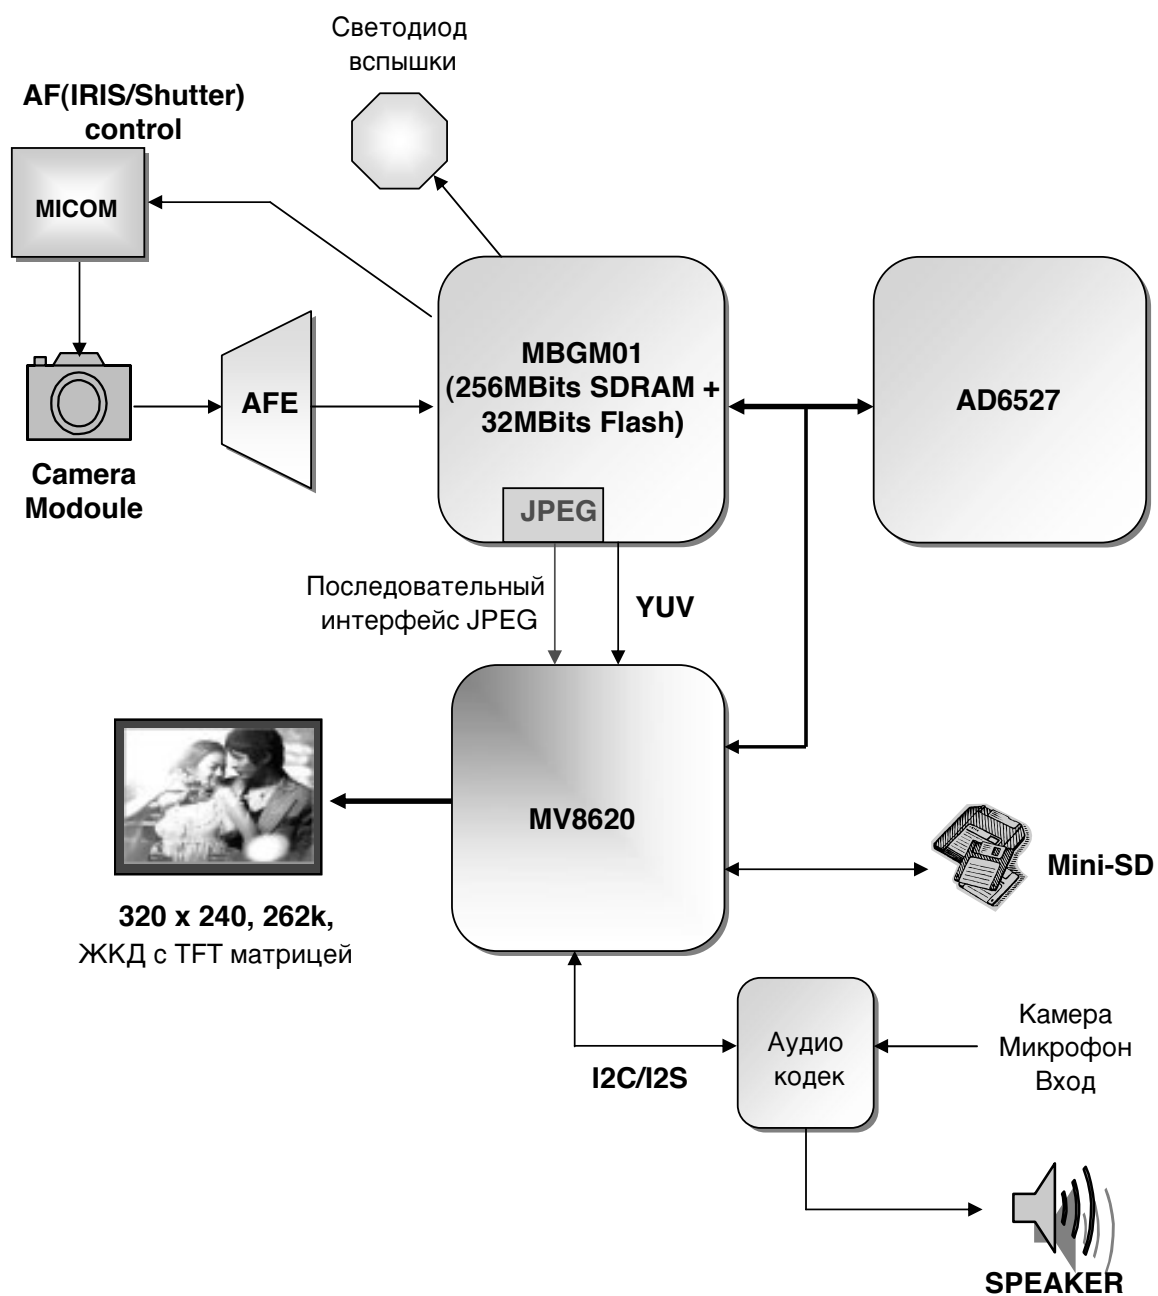 Светодиод
вспышки
AF(IRIS/Shutter)
control
MICOM
MBGM01
(256MBits SDRAM +
32MBits Flash)
AD6527
AFE
Camera
Modoule
JPEG
Последовательный
интерфейс JPEG
YUV
MV8620
Mini-SD
320 x 240, 262k,
ЖКД с TFT матрицей
Аудио
кодек
Камера
Микрофон
Вход
I2C/I2S
SPEAKER